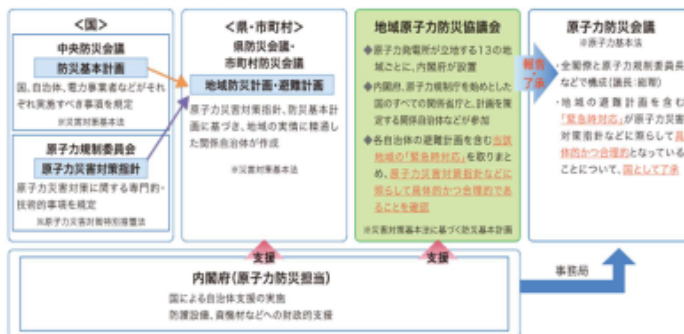 <国>
中央防災会議
防災基本計画
国、自治体、電力事業者などがそ
れぞれ実施すべき事項を規定
※災害対策基本法
原子力規制委員会
原子力災害対策指針
原子力災害対策に関する専門的・
技術的事項を規定
※原子力災害対策特別措置法
<県・市町村>
県防災会議・
市町村防災会議
地域防災計画・避難計画
原子力災害対策指針、防災基本計
画に基づき、地域の実情に精通し
た関係自治体が作成
※災害対策基本法
地域原子力防災協議会
◆原子力発電所が立地する13の地
域ごとに、内閣府が設置
◆内閣府、原子力規制庁を始めとした
国のすべての関係省庁と、計画を策
定する関係自治体などが参加
◆各自治体の避難計画を含む当該
地域の「緊急時対応」を取りまと
め、原子力災害対策指針などに
照らして具体的かつ合理的であ
ることを確認
※災害対策基本法に基づく防災基本計画
報告・
了承
原子力防災会議
※原子力基本法
・全閣僚と原子力規制委員長
などで構成(議長:総理)
・地域の避難計画を含む
「緊急時対応」が原子力災害
対策指針などに照らして具
体的かつ合理的となっている
ことについて、国として了承
支援
支援
内閣府(原子力防災担当)
国による自治体支援の実施
防護設備、資機材などへの財政的支援
事務局